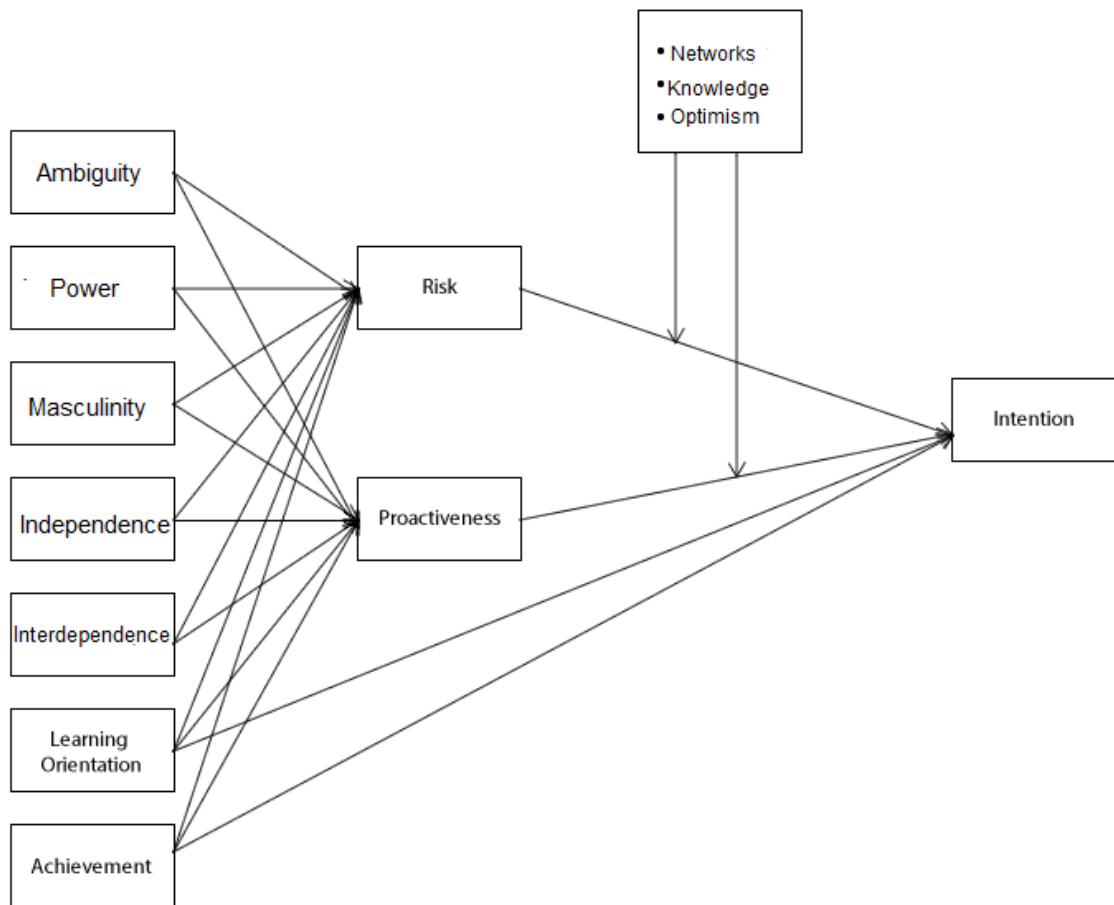 • Networks
• Knowledge
• Optimism
Ambiguity
Power
Risk
Masculinity
Intention
Independence
Proactiveness
Interdependence
Learning
Orientation
Achievement